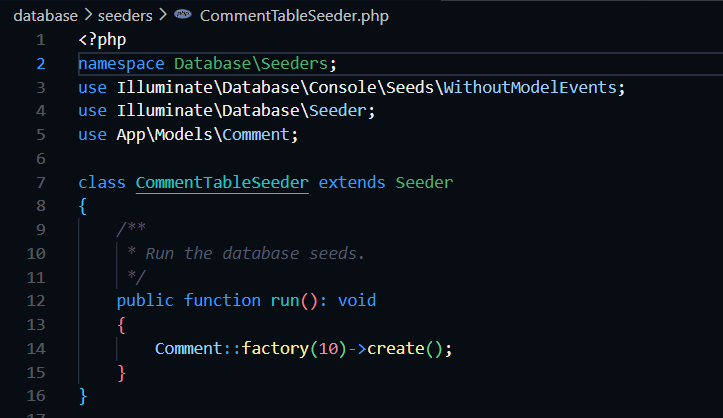 database > seeders > CommentTableSeeder.php
1 <?php
2 namespace Database\Seeders;
3 use Illuminate\Database\Console\Seeds\WithoutModelEvents;
4 use Illuminate\Database\Seeder;
5 use App\Models\Comment;
6
7 class CommentTableSeeder extends Seeder
8 {
9     /**
10      * Run the database seeds.
11      */
12     public function run(): void
13     {
14         Comment::factory(10)->create();
15     }
16 }
17